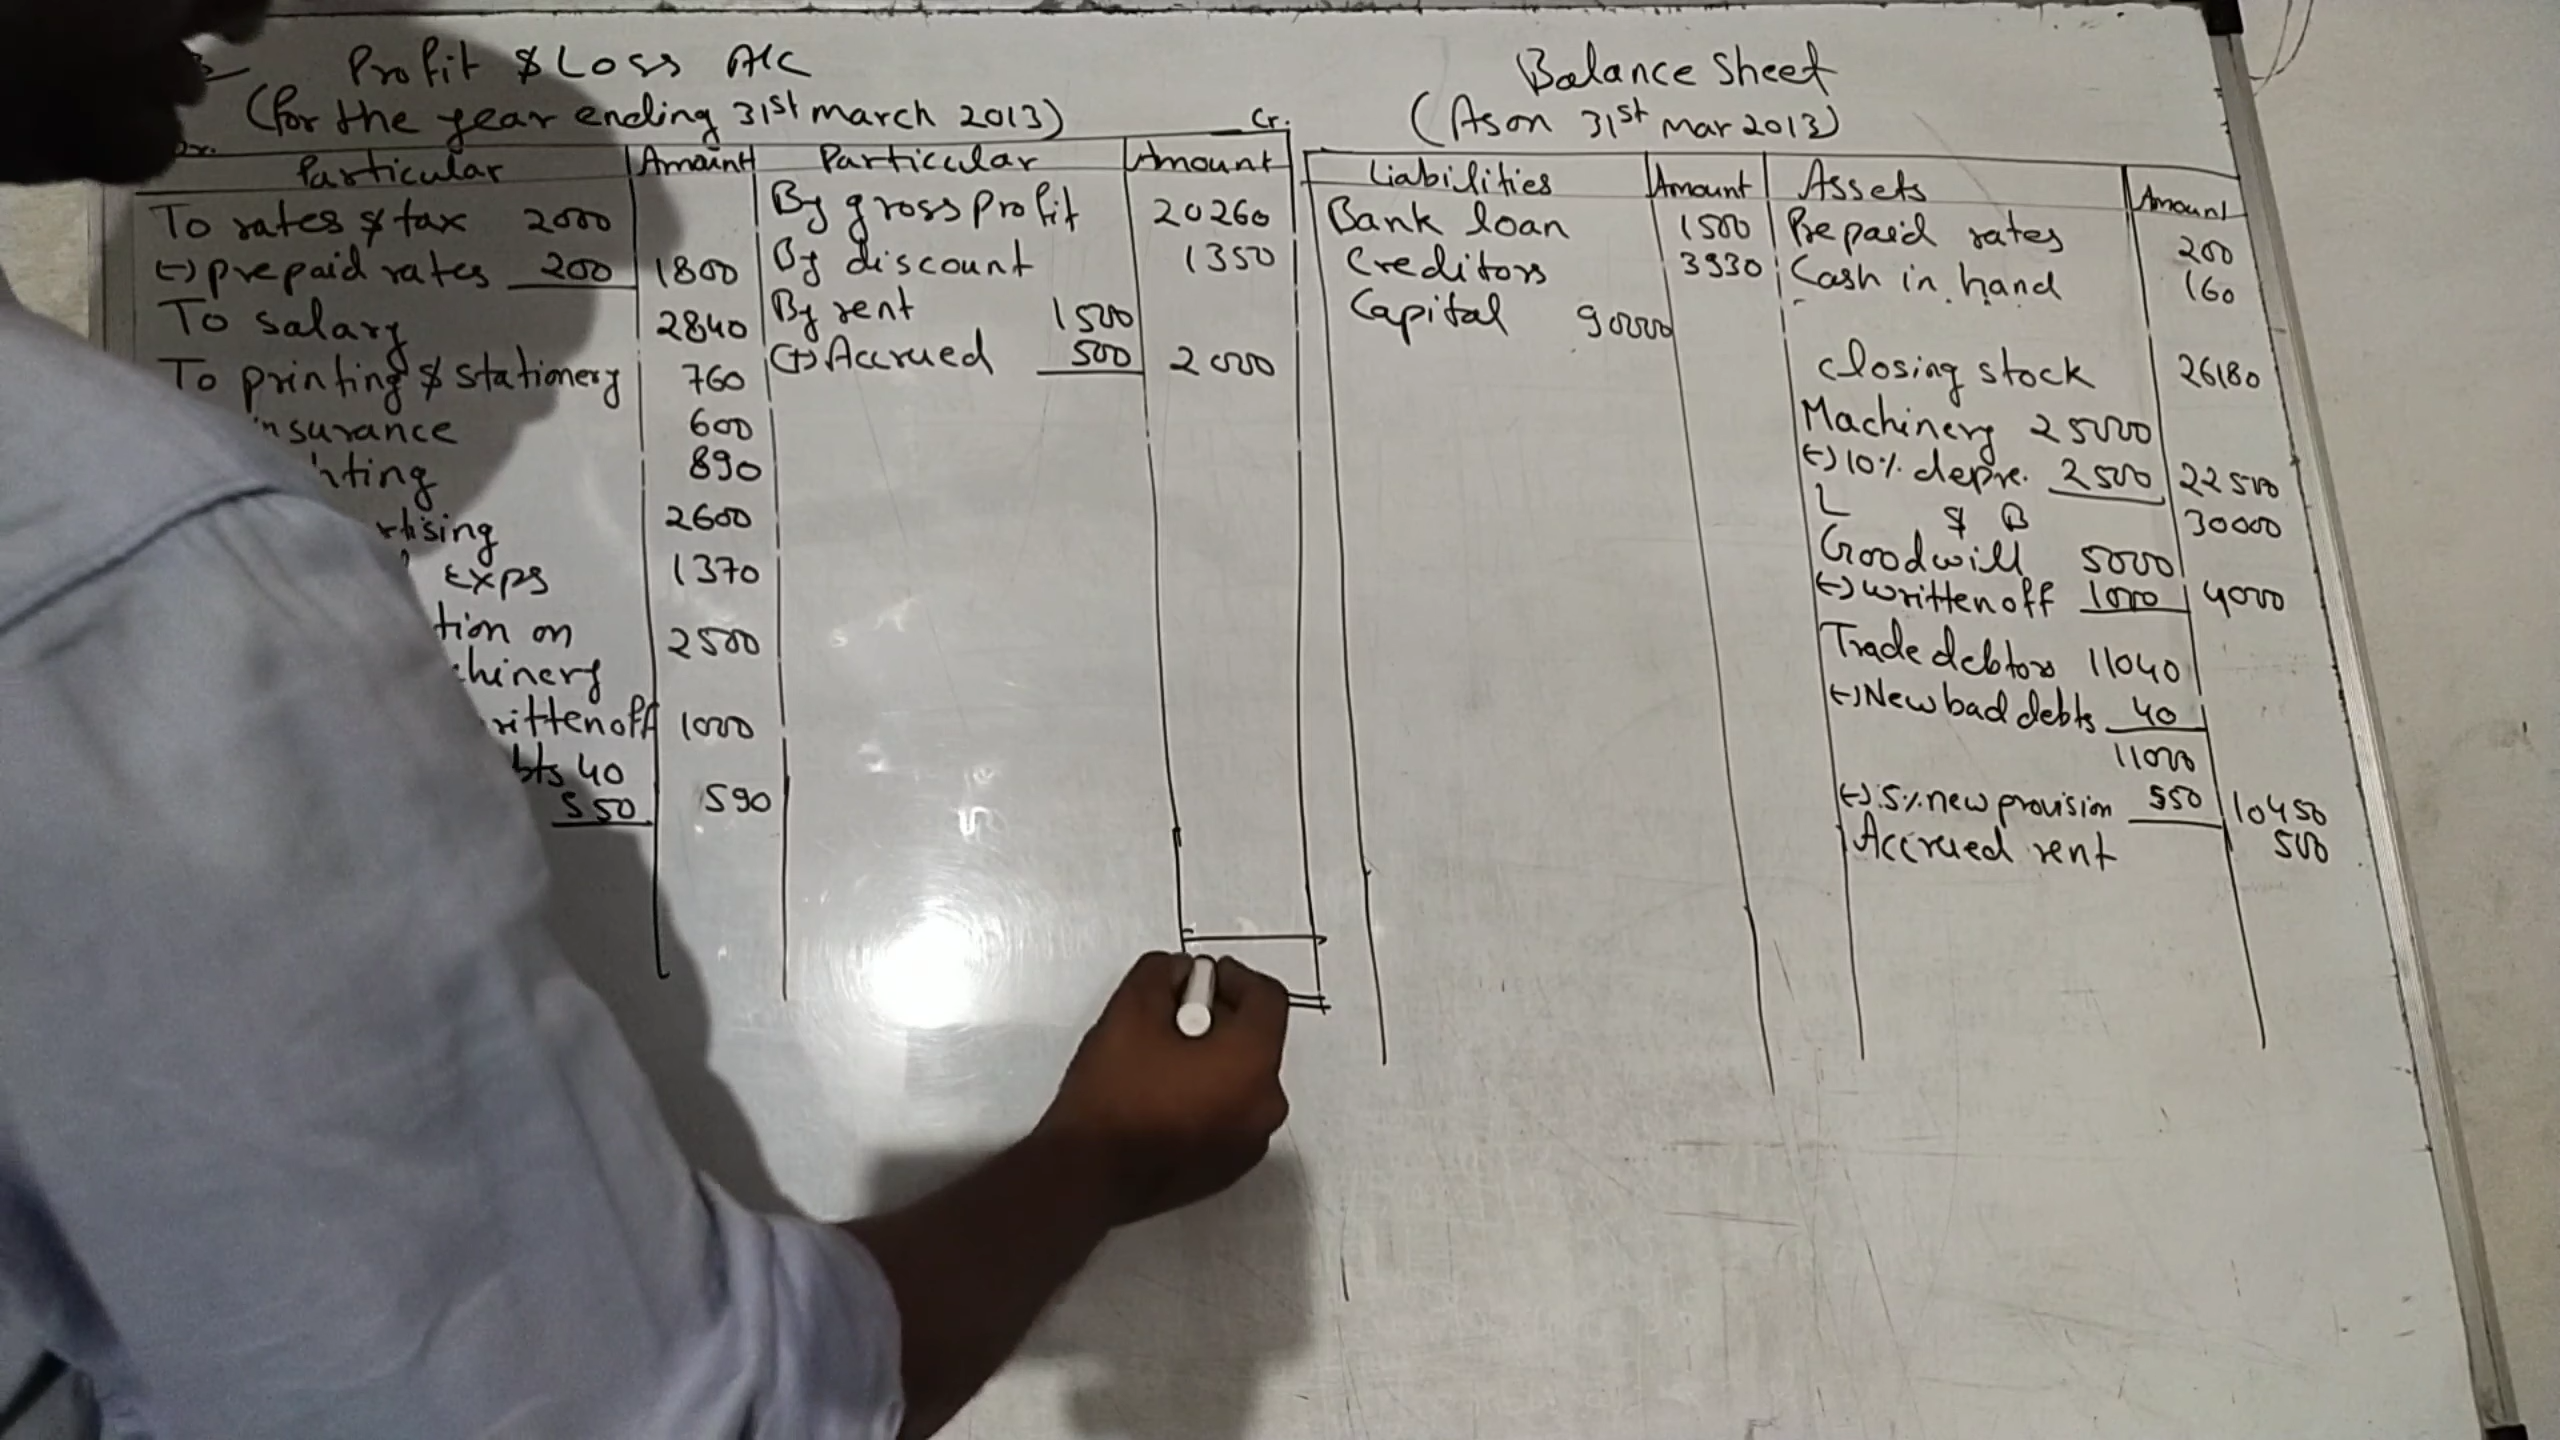 Profit & Loss A/C
(for the year ending 31st march 2013)
Dr.
Cr.
Particular Amount Particular Amount
To rates & tax 2000
(-) prepaid rates 200 1800
To salary 2840
To printing & stationery 760
insurance 600
890
rtising 2600
Exps 1370
tion on 2500
chinery
rittenoff 1000
bts 40
550 590
By gross profit 20260
By discount 1350
By rent 1500
(+) Accrued 500 2000
Balance Sheet
(As on 31st Mar 2013)
Liabilities Amount Assets Amount
Bank loan 1500
Creditors 3930
Capital 90000
Prepaid rates 200
Cash in hand 160
Closing stock 26180
Machinery 25000
(-) 10% depre. 2500 22500
L & B 30000
Goodwill 5000
(-) written off 1000 4000
Trade debtors 11040
(-) New bad debts 40
11000
(-) 5% new provision 550 10450
Accrued rent 500